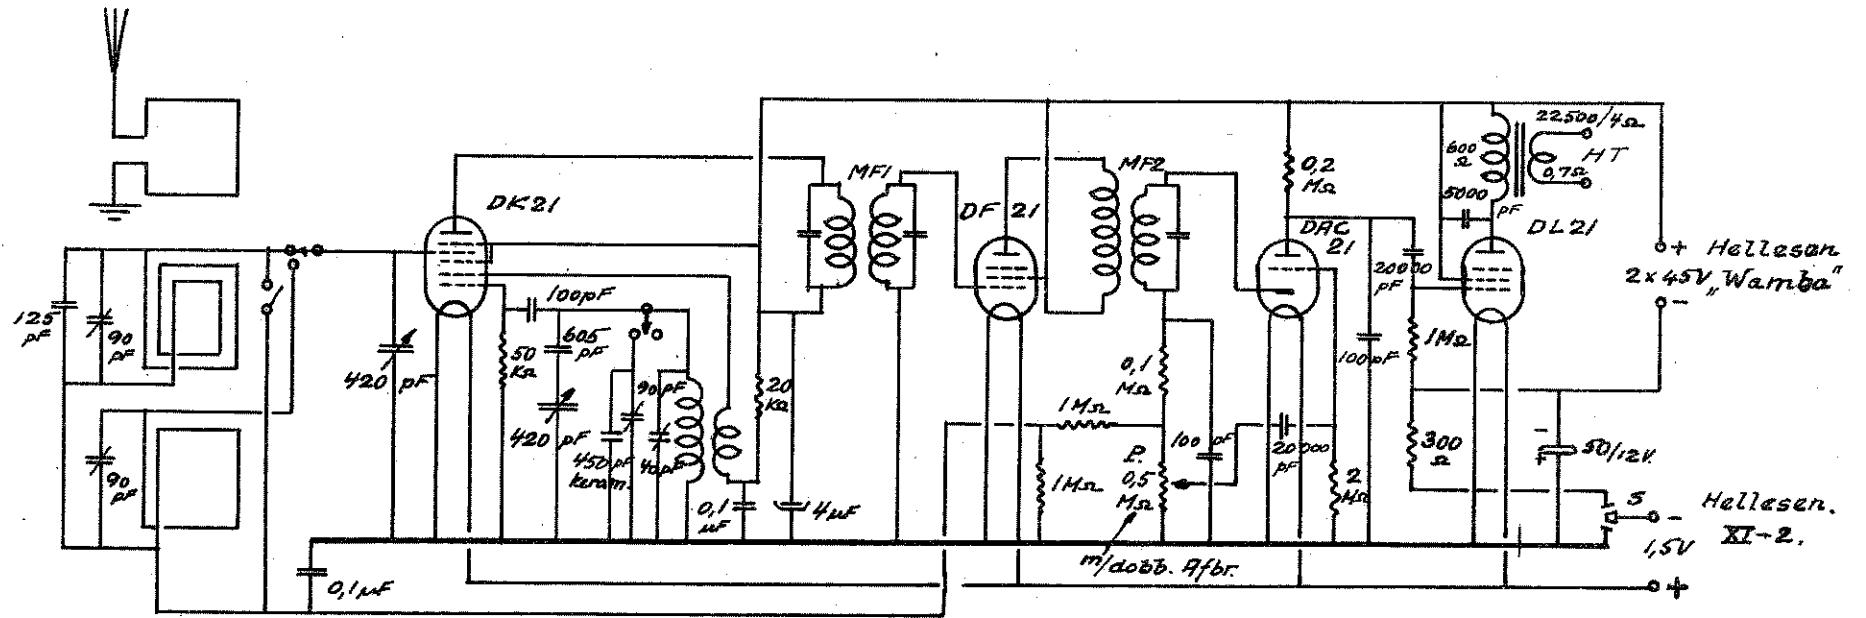 DK21
MF1
DF 21
MF2
0,2
MΩ
DAC
21
600
Ω
5000
pF
22500/4Ω
HT
0,7Ω
DL21
+ Hellesen
2 x 45V „Wamba"
-
125
pF
90
pF
420 pF
100pF
50
KΩ
605
pF
420 pF
90pF
450pF
Keram.
40pF
20
KΩ
0,1
μF
4μF
1MΩ
1MΩ
0,1
MΩ
P.
0,5
MΩ
m/dobb. Afbr.
100 pF
20000
pF
2
MΩ
100pF
20000
pF
1MΩ
300
Ω
-
+
50/12V.
S
- Hellesen.
XI-2.
1,5V
+
90
pF
0,1μF